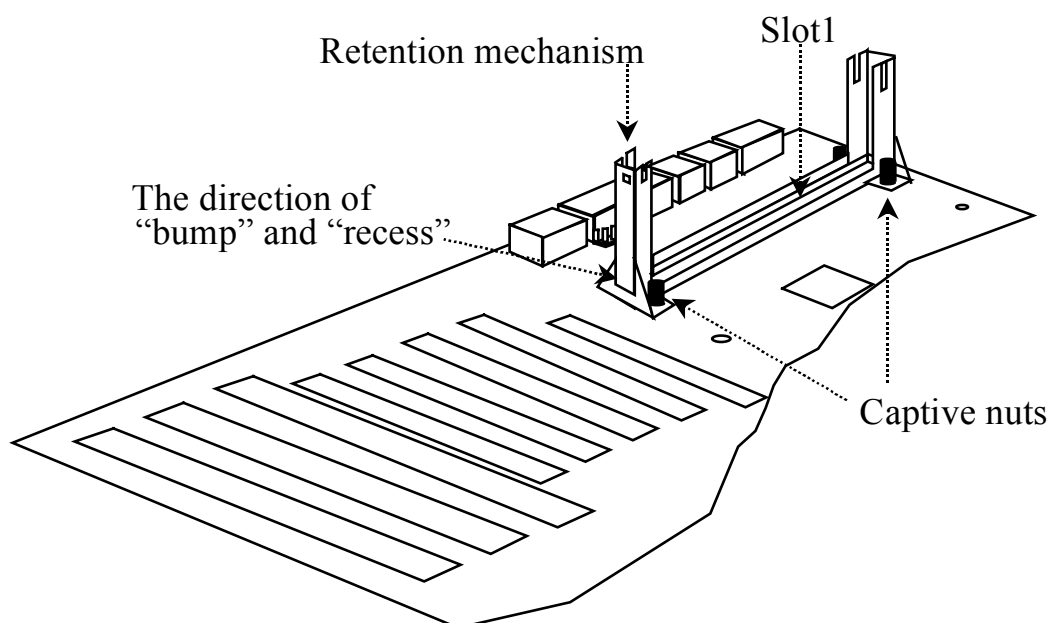 Slot1
Retention mechanism
The direction of
“bump” and “recess”
Captive nuts